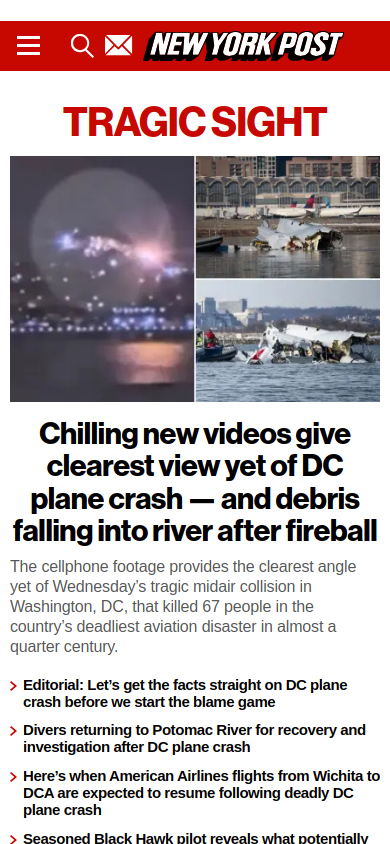 NEW YORK POST
TRAGIC SIGHT
Chilling new videos give
clearest view yet of DC
plane crash — and debris
falling into river after fireball
The cellphone footage provides the clearest angle
yet of Wednesday’s tragic midair collision in
Washington, DC, that killed 67 people in the
country’s deadliest aviation disaster in almost a
quarter century.
Editorial: Let’s get the facts straight on DC plane
crash before we start the blame game
Divers returning to Potomac River for recovery and
investigation after DC plane crash
Here’s when American Airlines flights from Wichita to
DCA are expected to resume following deadly DC
plane crash
Seasoned Black Hawk pilot reveals what potentially